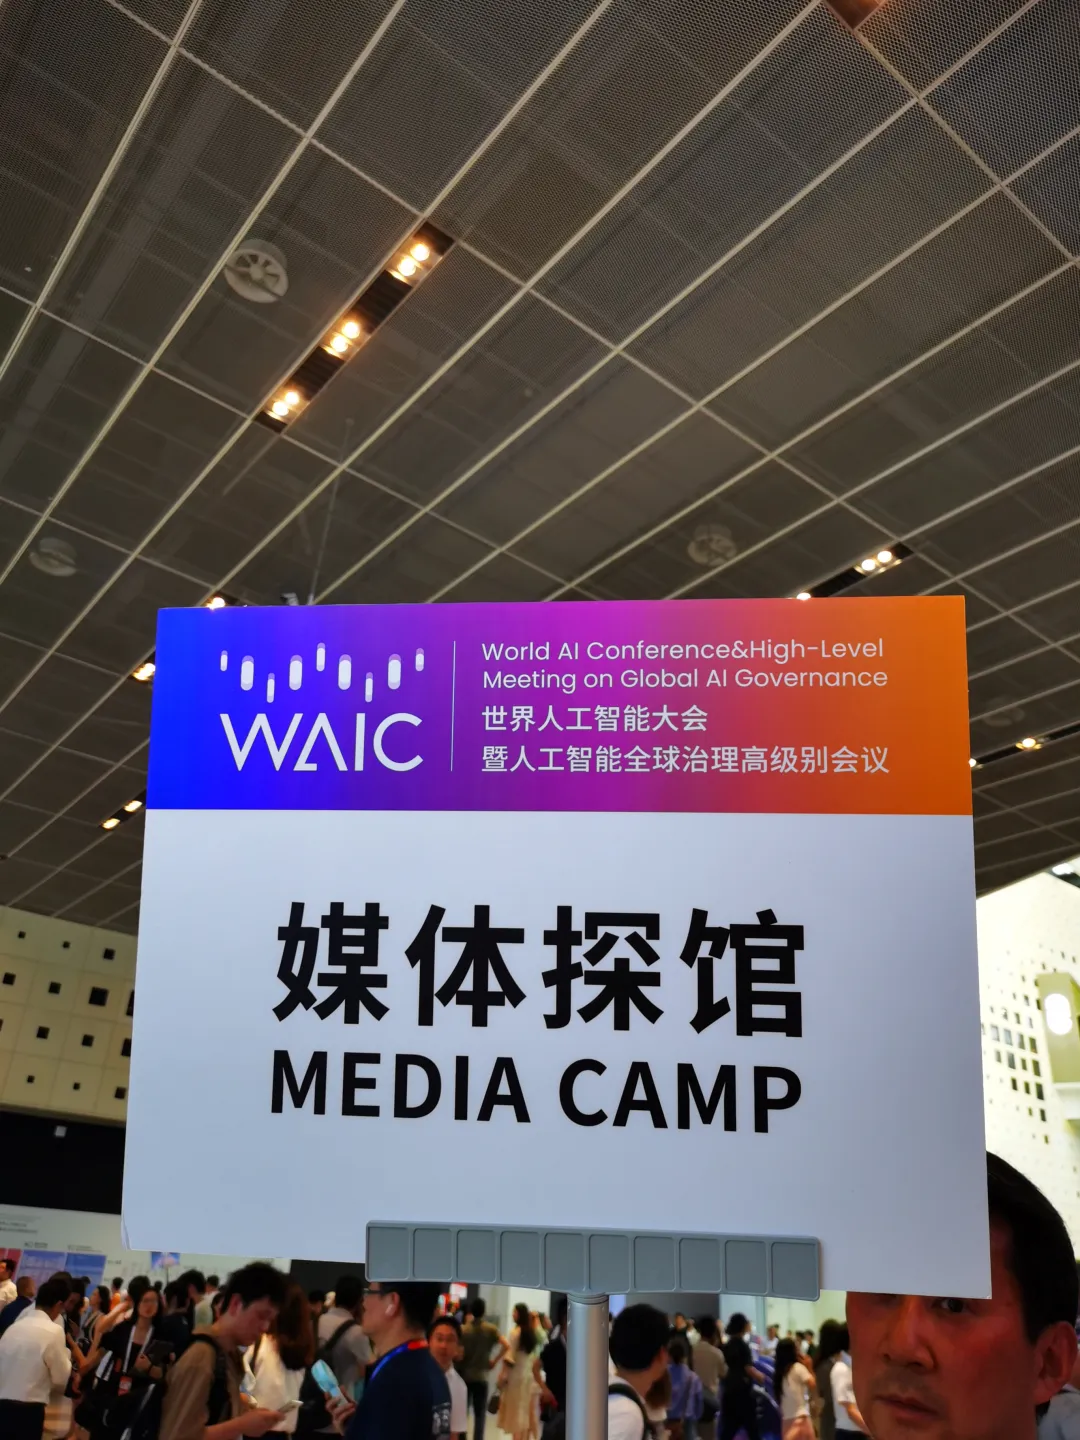 WAIC
World AI Conference&High-Level
Meeting on Global AI Governance
世界人工智能大会
暨人工智能全球治理高级别会议
媒体探馆
MEDIA CAMP